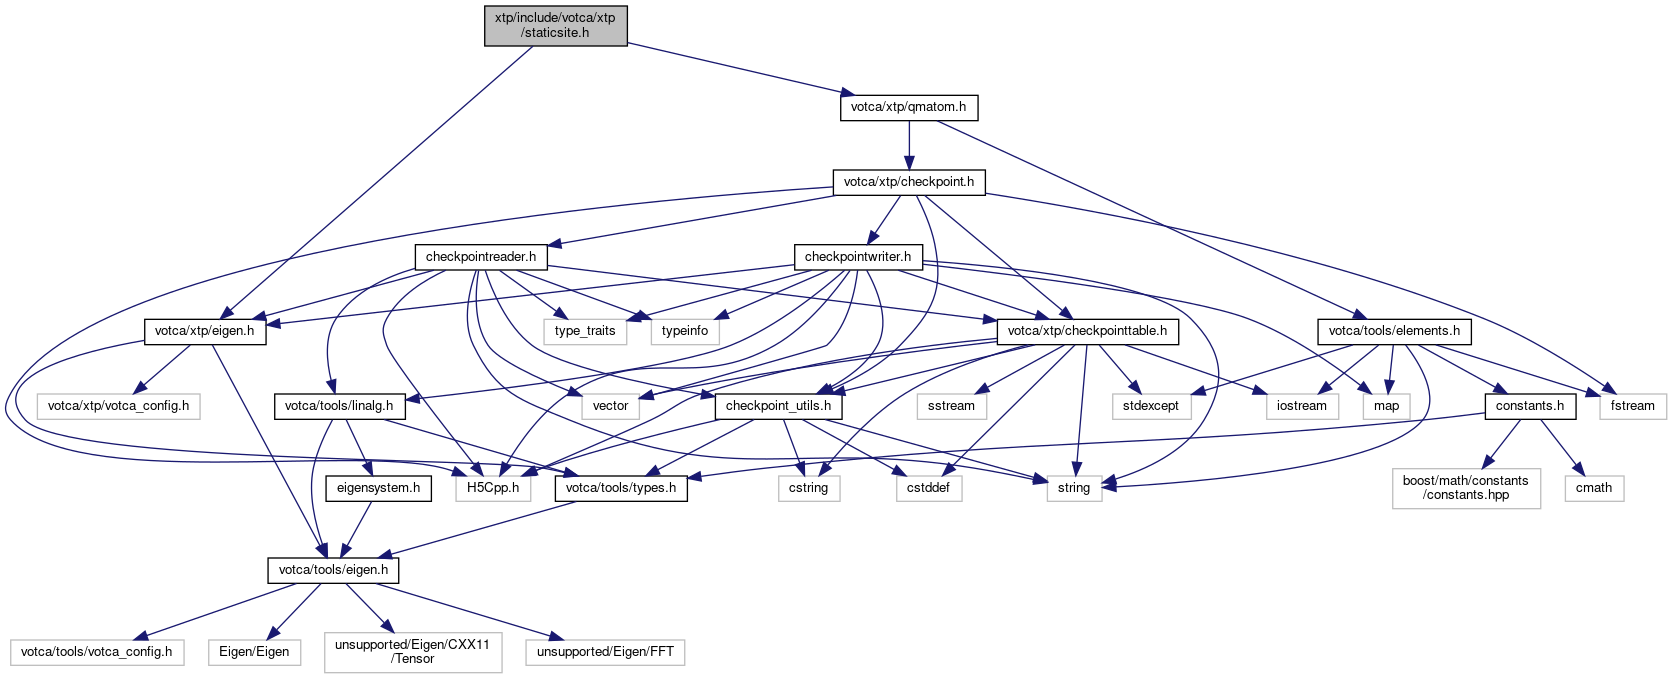 xtp/include/votca/xtp
/staticsite.h
votca/xtp/qmatom.h
votca/xtp/checkpoint.h
checkpointreader.h
checkpointwriter.h
votca/xtp/eigen.h
type_traits
typeinfo
votca/xtp/checkpointtable.h
votca/tools/elements.h
votca/xtp/votca_config.h
votca/tools/linalg.h
vector
checkpoint_utils.h
sstream
stdexcept
iostream
map
constants.h
fstream
eigensystem.h
H5Cpp.h
votca/tools/types.h
cstring
cstddef
string
boost/math/constants
/constants.hpp
cmath
votca/tools/eigen.h
votca/tools/votca_config.h
Eigen/Eigen
unsupported/Eigen/CXX11
/Tensor
unsupported/Eigen/FFT